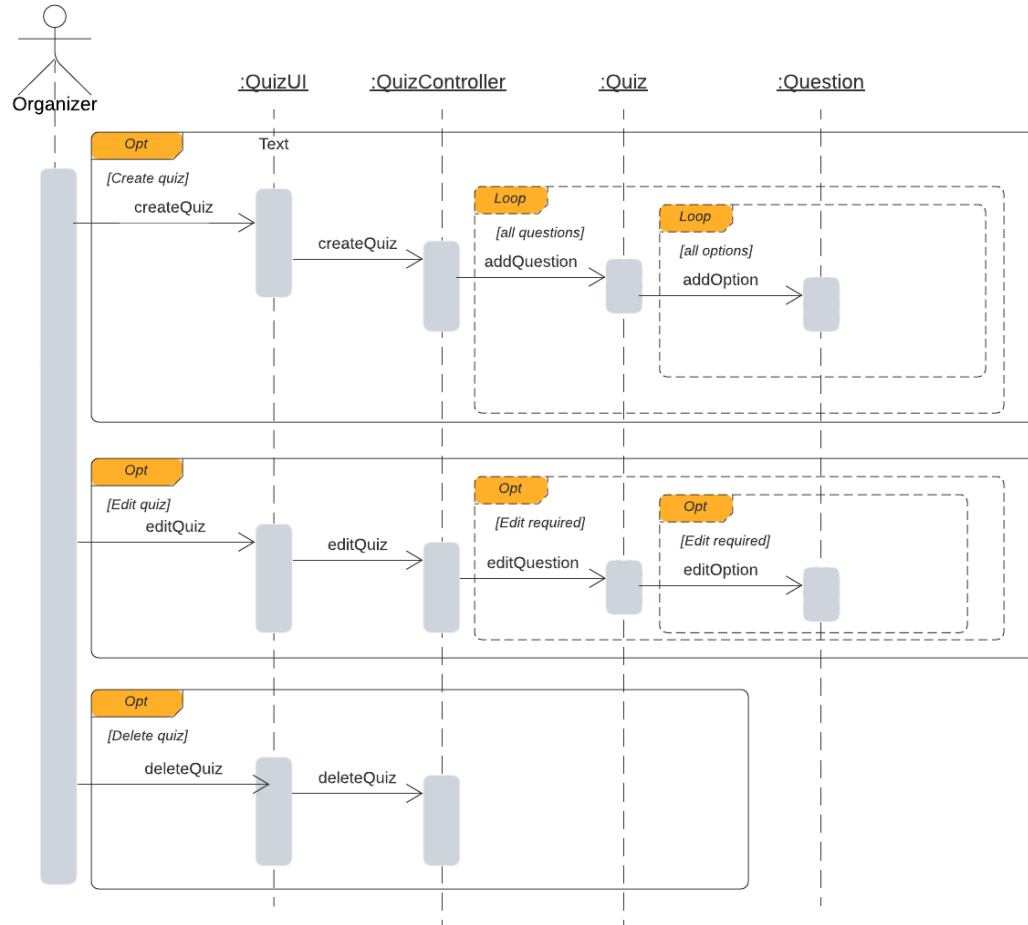 :QuizUI
:QuizController
:Quiz
:Question
Organizer
Opt
Text
[Create quiz]
createQuiz
createQuiz
Loop
[all questions]
addQuestion
Loop
[all options]
addOption
Opt
[Edit quiz]
editQuiz
editQuiz
Opt
[Edit required]
editQuestion
Opt
[Edit required]
editOption
Opt
[Delete quiz]
deleteQuiz
deleteQuiz